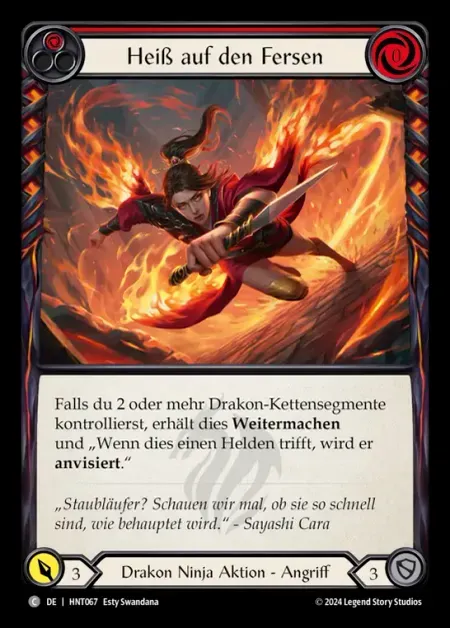 Heiß auf den Fersen
0
Falls du 2 oder mehr Drakon-Kettensegmente
kontrollierst, erhält dies Weitermachen
und „Wenn dies einen Helden trifft, wird er
anvisiert.“
„Staubläufer? Schauen wir mal, ob sie so schnell
sind, wie behauptet wird.“ - Sayashi Cara
3
Drakon Ninja Aktion - Angriff
3
C DE | HNT067 Esty Swandana
© 2024 Legend Story Studios